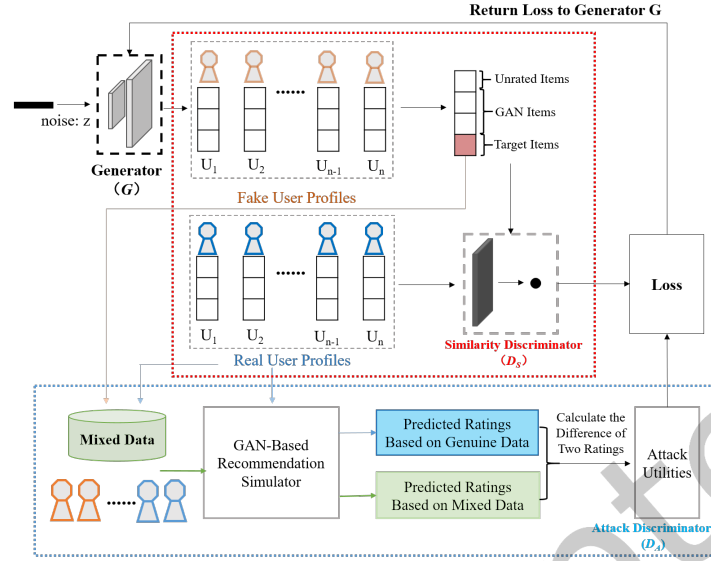 Return Loss to Generator G
noise: z
Generator
(G)
U1
U2
......
Un-1
Un
Unrated Items
GAN Items
Target Items
Fake User Profiles
U1
U2
......
Un-1
Un
Real User Profiles
Similarity Discriminator
(DS)
Loss
Mixed Data
......
GAN-Based
Recommendation
Simulator
Predicted Ratings
Based on Genuine Data
Predicted Ratings
Based on Mixed Data
Calculate the
Difference of
Two Ratings
Attack
Utilities
Attack Discriminator
(DA)